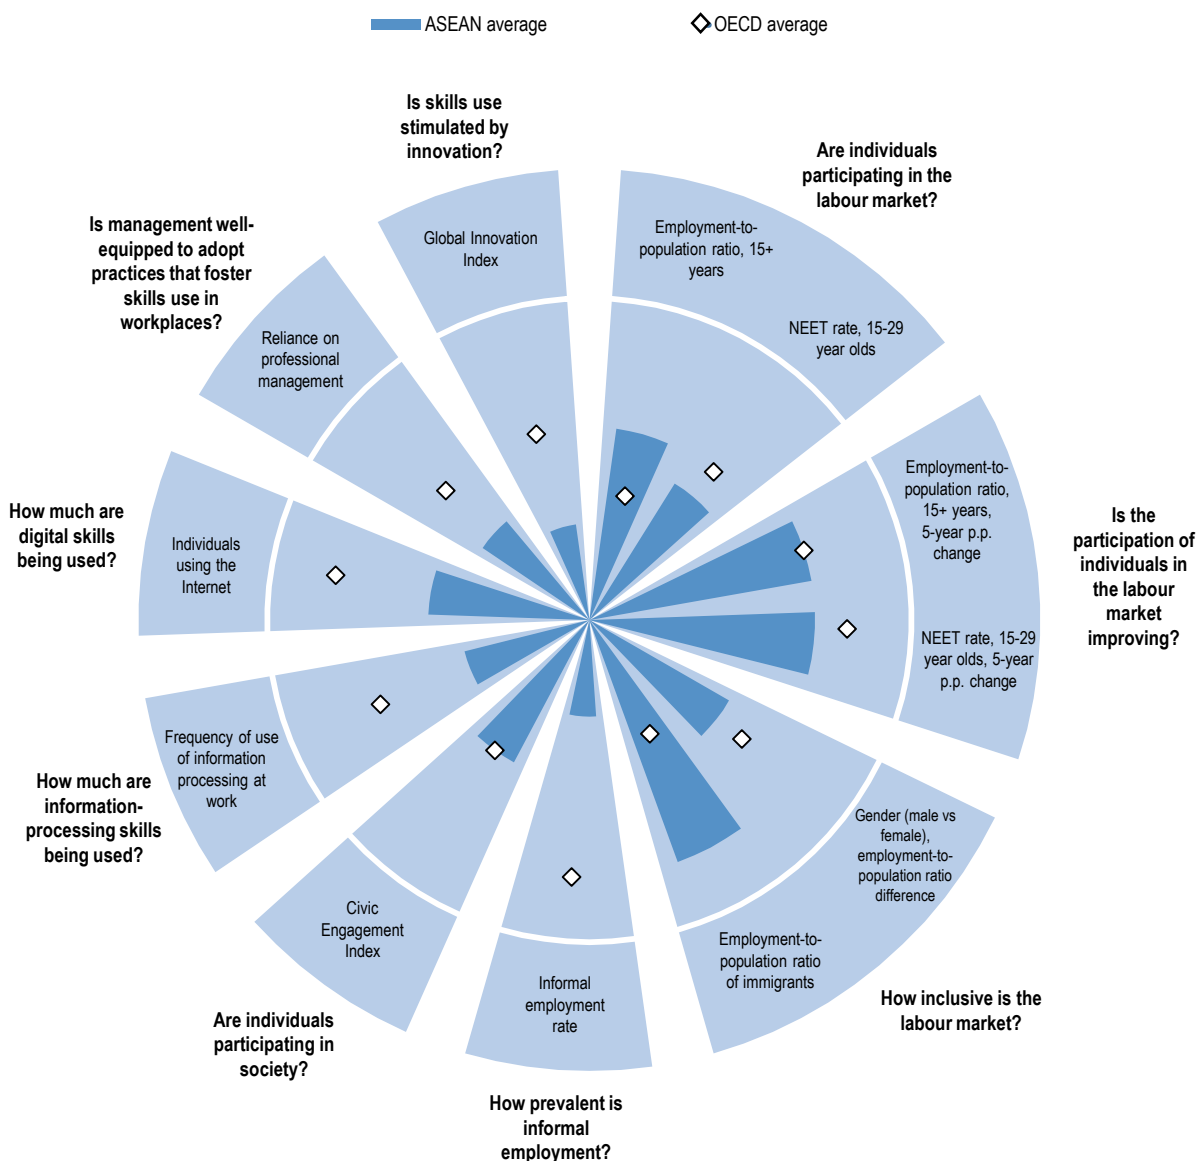 ASEAN average
OECD average
Is skills use
stimulated by
innovation?
Global Innovation
Index
Are individuals
participating in the
labour market?
Employment-to-
population ratio, 15+
years
NEET rate, 15-29
year olds
Is the
participation of
individuals in
the labour
market
improving?
Employment-to-
population ratio,
15+ years,
5-year p.p.
change
NEET rate, 15-29
year olds, 5-year
p.p. change
How inclusive is the
labour market?
Gender (male vs
female),
employment-to-
population ratio
difference
Employment-to-
population ratio
of immigrants
How prevalent is
informal
employment?
Informal
employment
rate
Are individuals
participating in
society?
Civic
Engagement
Index
How much are
information-
processing skills
being used?
Frequency of use
of information
processing at
work
How much are
digital skills
being used?
Individuals
using the
Internet
Is management well-
equipped to adopt
practices that foster
skills use in
workplaces?
Reliance on
professional
management